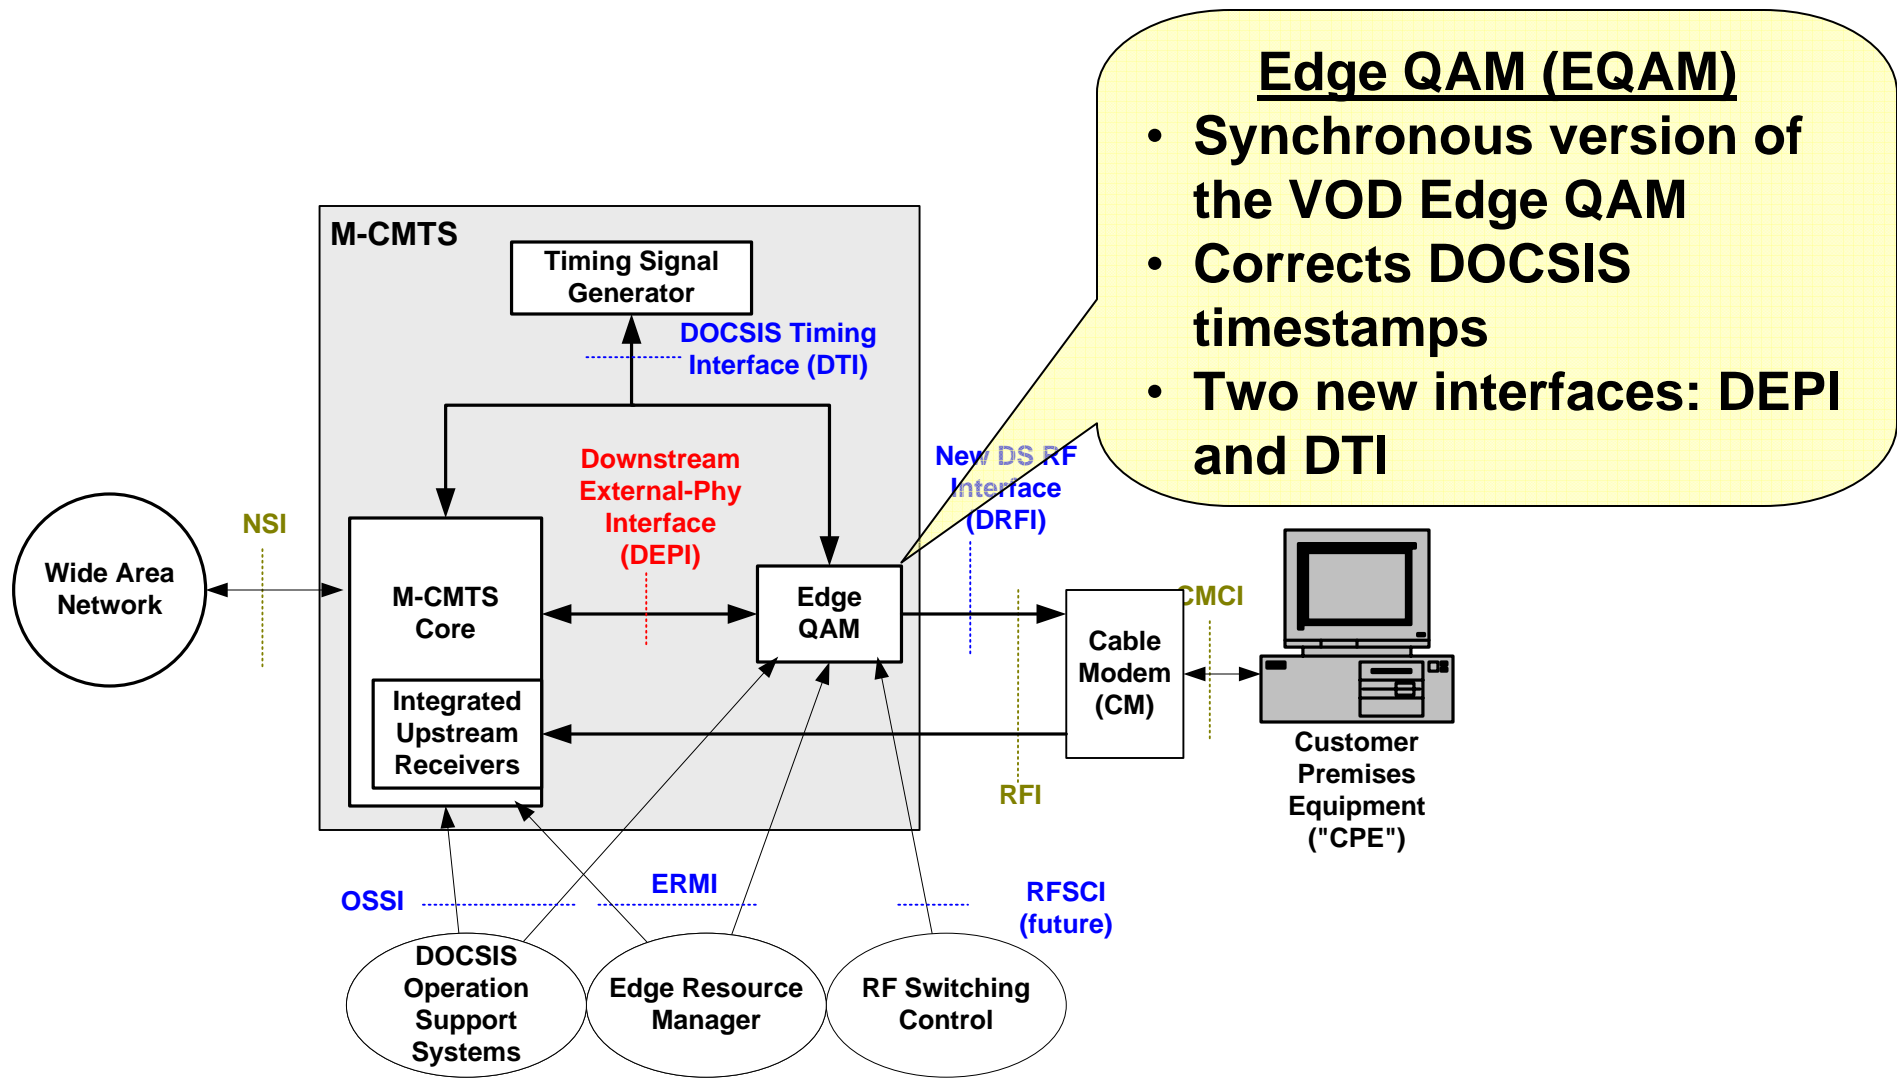 Edge QAM (EQAM)
• Synchronous version of
the VOD Edge QAM
• Corrects DOCSIS
timestamps
• Two new interfaces: DEPI
and DTI
M-CMTS
Timing Signal
Generator
DOCSIS Timing
Interface (DTI)
Downstream
External-Phy
Interface
(DEPI)
New DS RF
Interface
(DRFI)
NSI
Wide Area
Network
M-CMTS
Core
Edge
QAM
CMCI
Cable
Modem
(CM)
Integrated
Upstream
Receivers
RFI
Customer
Premises
Equipment
("CPE")
OSSI
ERMI
RFSCI
(future)
DOCSIS
Operation
Support
Systems
Edge Resource
Manager
RF Switching
Control